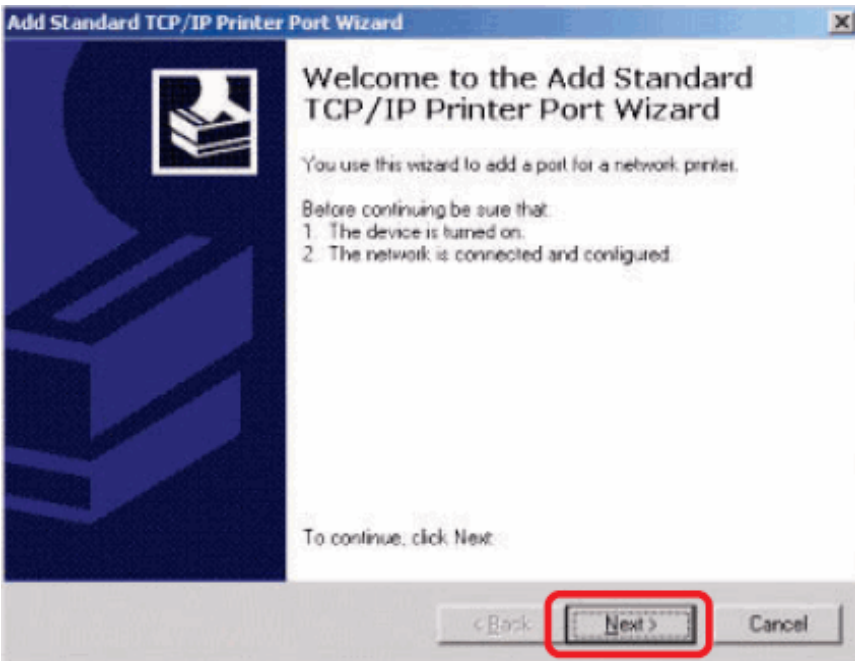 Add Standard TCP/IP Printer Port Wizard
Welcome to the Add Standard
TCP/IP Printer Port Wizard
You use this wizard to add a port for a network printer.
Before continuing be sure that:
1. The device is turned on.
2. The network is connected and configured.
To continue, click Next.
< Back
Next >
Cancel